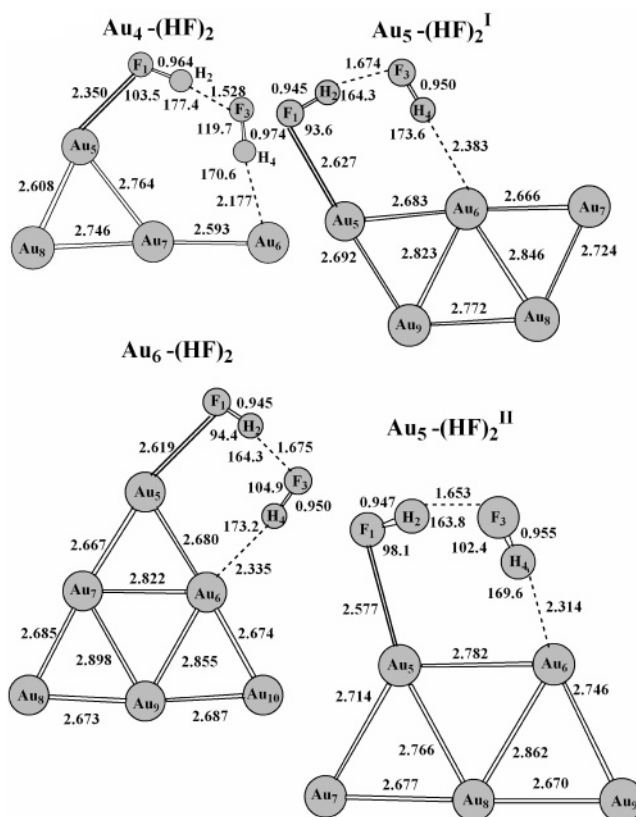 Au4-(HF)2
0.964
F1
H2
2.350
103.5
177.4
1.528
F3
119.7
0.974
H4
170.6
2.177
Au5
2.608
2.764
Au8
2.746
Au7
2.593
Au6
Au5-(HF)2^I
1.674
F3
0.945
H2
164.3
0.950
H4
F1
93.6
173.6
2.383
2.627
Au5
2.683
Au6
2.666
Au7
2.692
2.823
2.846
2.724
Au9
2.772
Au8
Au6-(HF)2
F1
0.945
H2
94.4
164.3
1.675
2.619
F3
104.9
0.950
H4
173.2
Au5
2.335
2.667
2.680
Au7
2.822
Au6
2.685
2.898
2.855
2.674
Au8
2.673
Au9
2.687
Au10
Au5-(HF)2^II
1.653
0.947
H2
F3
F1
163.8
0.955
98.1
102.4
H4
169.6
2.577
2.314
Au5
2.782
Au6
2.714
2.746
2.766
2.862
Au7
2.677
Au8
2.670
Au9